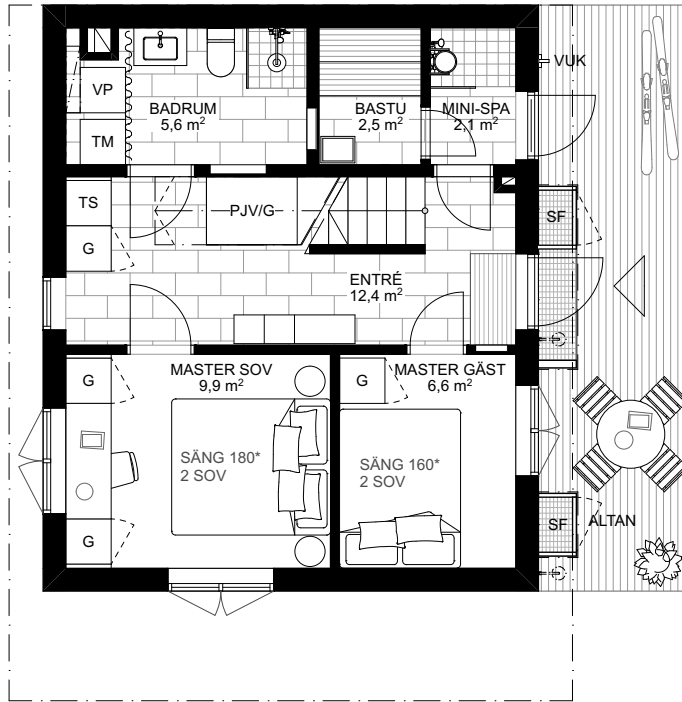 VUK
VP
BADRUM
5,6 m²
BASTU
2,5 m²
MINI-SPA
2,1 m²
TM
TS
PJV/G
SF
G
ENTRÉ
12,4 m²
MASTER SOV
9,9 m²
MASTER GÄST
6,6 m²
G
G
SÄNG 180*
2 SOV
SÄNG 160*
2 SOV
G
SF
ALTAN